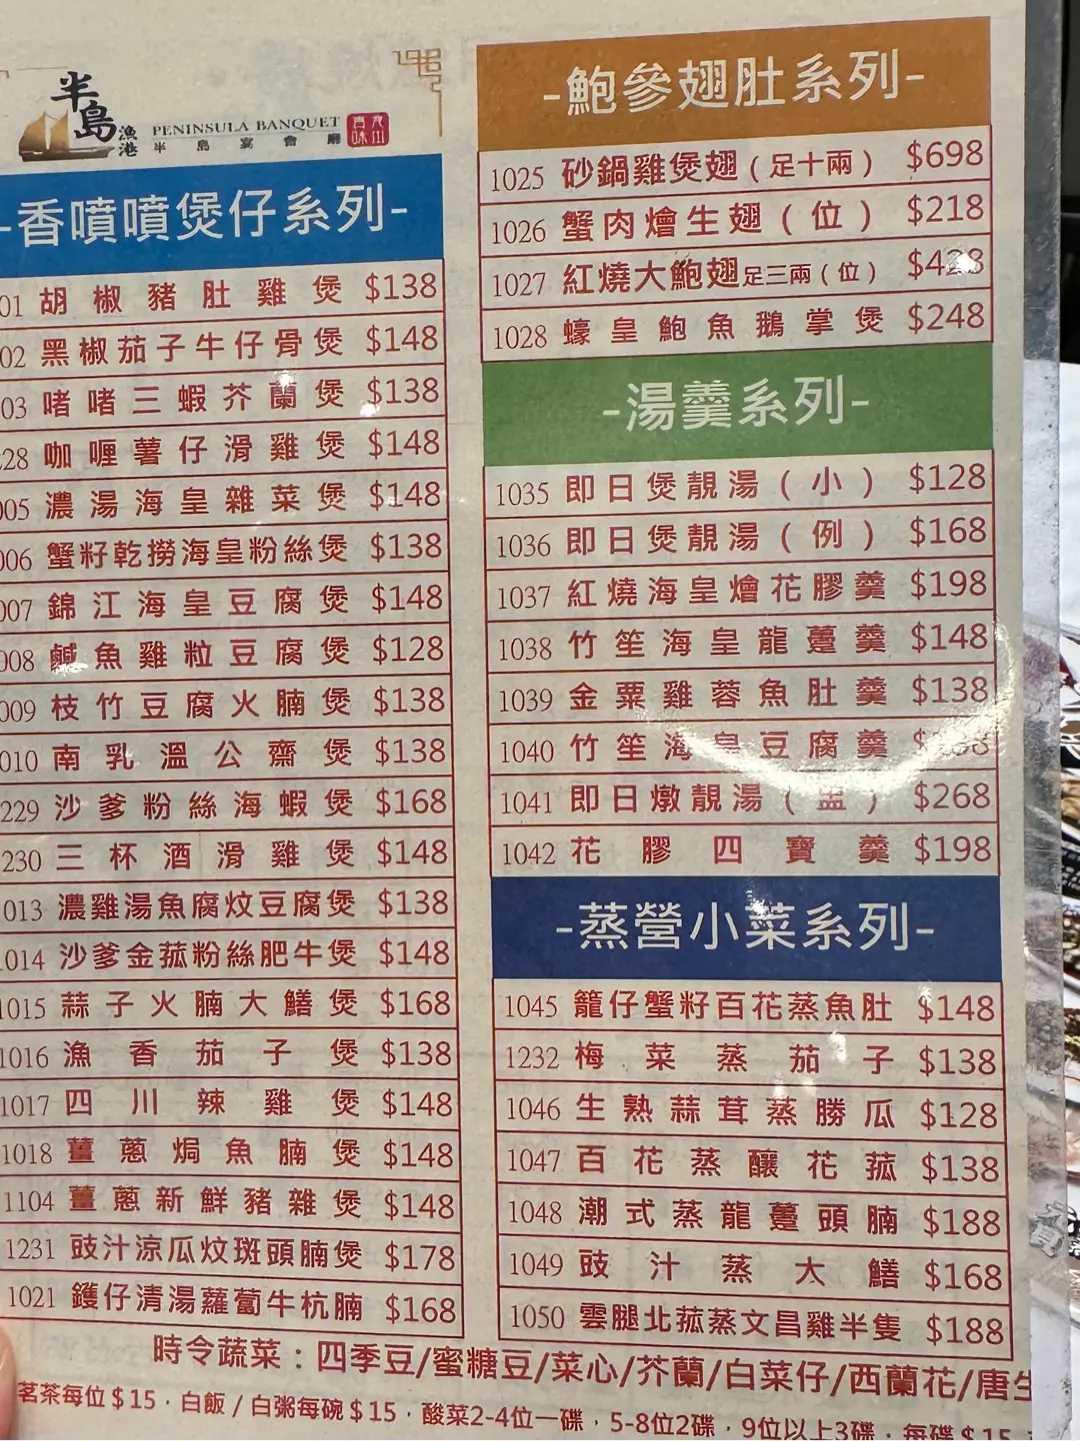 半島
漁港
PENINSULA BANQUET
半島宴會廳
-香噴噴煲仔系列-
01 胡椒豬肚雞煲 $138
02 黑椒茄子牛仔骨煲 $148
03 啫啫三蝦芥蘭煲 $138
228 咖喱薯仔滑雞煲 $148
005 濃湯海皇雜菜煲 $148
006 蟹籽乾撈海皇粉絲煲 $138
007 錦江海皇豆腐煲 $148
008 鹹魚雞粒豆腐煲 $128
009 枝竹豆腐火腩煲 $138
010 南乳溫公齋煲 $138
229 沙爹粉絲海蝦煲 $168
230 三杯酒滑雞煲 $148
013 濃雞湯魚腐炆豆腐煲 $138
014 沙爹金菰粉絲肥牛煲 $148
1015 蒜子火腩大鱔煲 $168
1016 漁香茄子煲 $138
1017 四川辣雞煲 $148
1018 薑蔥焗魚腩煲 $148
1104 薑蔥新鮮豬雜煲 $148
1231 豉汁涼瓜炆斑頭腩煲 $178
1021 鑊仔清湯蘿蔔牛杭腩 $168
-鮑參翅肚系列-
1025 砂鍋雞煲翅(足十兩) $698
1026 蟹肉燴生翅(位) $218
1027 紅燒大鮑翅足三兩(位)
1028 蠔皇鮑魚鵝掌煲 $248
-湯羹系列-
1035 即日煲靚湯(小) $128
1036 即日煲靚湯(例) $168
1037 紅燒海皇燴花膠羹 $198
1038 竹笙海皇龍躉羹 $148
1039 金粟雞蓉魚肚羹 $138
1040 竹笙海皇豆腐羹
1041 即日燉靚湯(盅) $268
1042 花膠四寶羹 $198
-蒸營小菜系列-
1045 籠仔蟹籽百花蒸魚肚 $148
1232 梅菜蒸茄子 $138
1046 生熟蒜茸蒸勝瓜 $128
1047 百花蒸釀花菰 $138
1048 潮式蒸龍躉頭腩 $188
1049 豉汁蒸大鱔 $168
1050 雲腿北菰蒸文昌雞半隻 $188
時令蔬菜:四季豆/蜜糖豆/菜心/芥蘭/白菜仔/西蘭花/唐生
茗茶每位$15,白飯/白粥每碗$15,酸菜2-4位一碟,5-8位2碟,9位以上3碟,每碟$15